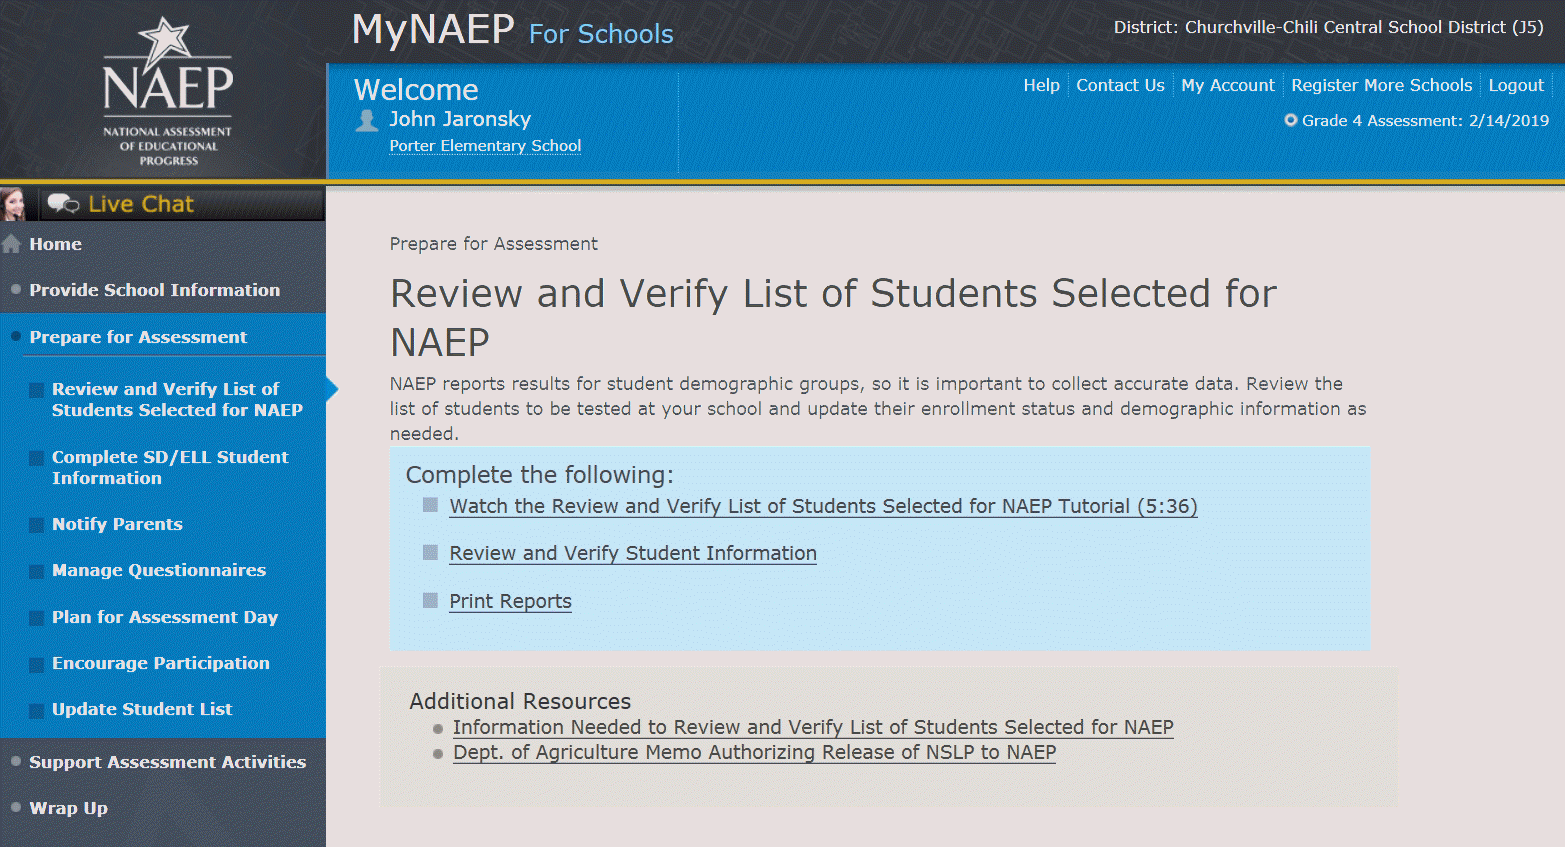 MyNAEP For Schools
District: Churchville-Chili Central School District (J5)
NAEP
NATIONAL ASSESSMENT
OF EDUCATIONAL
PROGRESS
Welcome
John Jaronsky
Porter Elementary School
Help
Contact Us
My Account
Register More Schools
Logout
Grade 4 Assessment: 2/14/2019
Live Chat
Home
Provide School Information
Prepare for Assessment
Review and Verify List of
Students Selected for NAEP
Complete SD/ELL Student
Information
Notify Parents
Manage Questionnaires
Plan for Assessment Day
Encourage Participation
Update Student List
Support Assessment Activities
Wrap Up
Prepare for Assessment
Review and Verify List of Students Selected for
NAEP
NAEP reports results for student demographic groups, so it is important to collect accurate data. Review the
list of students to be tested at your school and update their enrollment status and demographic information as
needed.
Complete the following:
Watch the Review and Verify List of Students Selected for NAEP Tutorial (5:36)
Review and Verify Student Information
Print Reports
Additional Resources
Information Needed to Review and Verify List of Students Selected for NAEP
Dept. of Agriculture Memo Authorizing Release of NSLP to NAEP